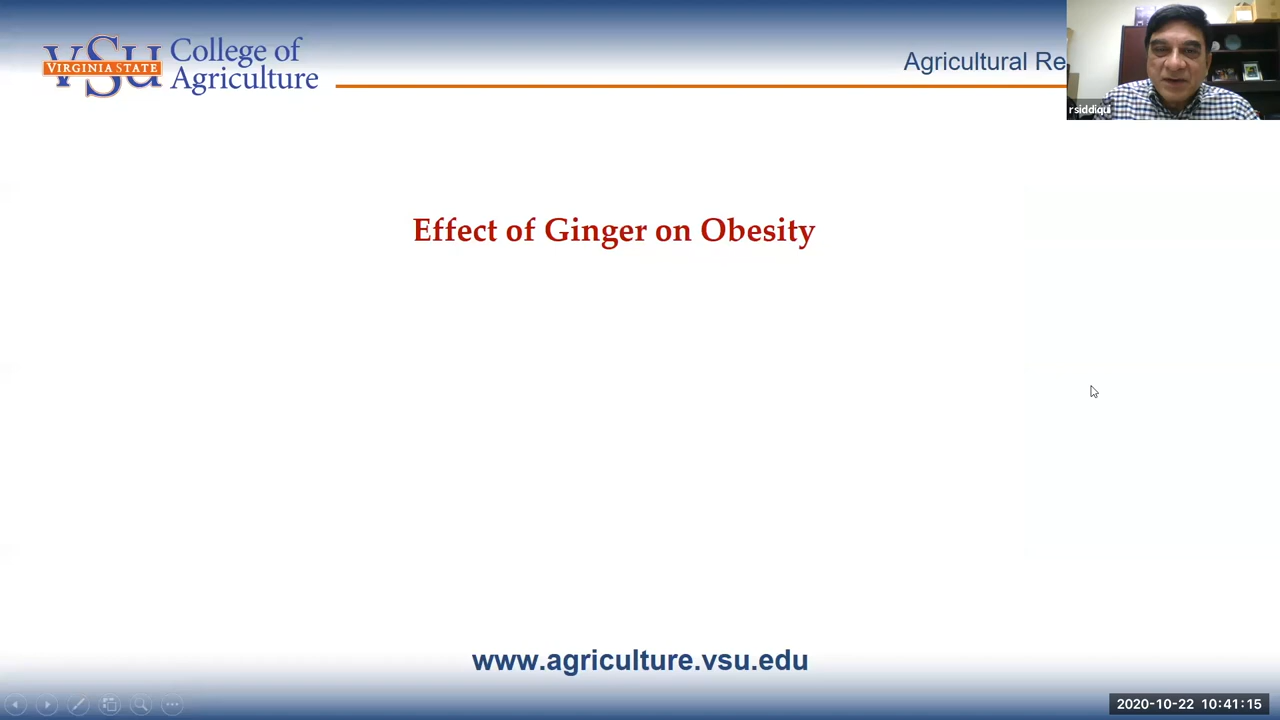 VSU
VIRGINIA STATE
College of
Agriculture
Agricultural
rsiddiqui
Effect of Ginger on Obesity
www.agriculture.vsu.edu
2020-10-22 10:41:15